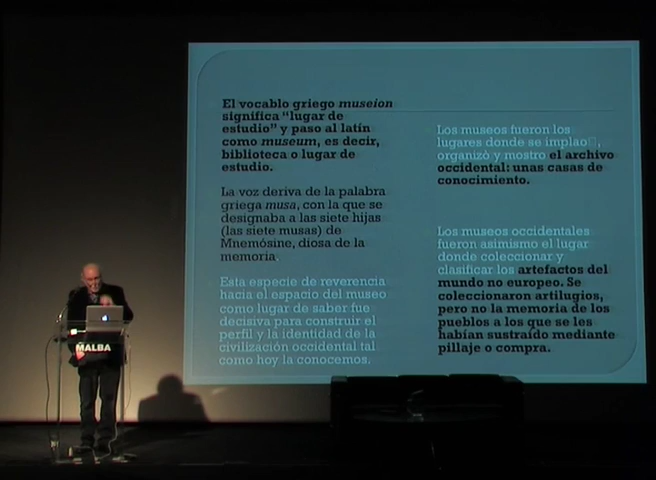 El vocablo griego museion
significa "lugar de
estudio" y paso al latín
como museum, es decir,
biblioteca o lugar de
estudio.
La voz deriva de la palabra
griega musa, con la que se
designaba a las siete hijas
(las siete musas) de
Mnemósine, diosa de la
memoria.
Esta especie de reverencia
hacia el espacio del museo
como lugar de saber fue
decisiva para construir el
perfil y la identidad de la
civilización occidental tal
como hoy la conocemos.
Los museos fueron los
lugares donde se implao□,
organizó y mostro el archivo
occidental: unas casas de
conocimiento.
Los museos occidentales
fueron asimismo el lugar
donde coleccionar y
clasificar los artefactos del
mundo no europeo. Se
coleccionaron artilugios,
pero no la memoria de los
pueblos a los que se les
habían sustraído mediante
pillaje o compra.
MALBA